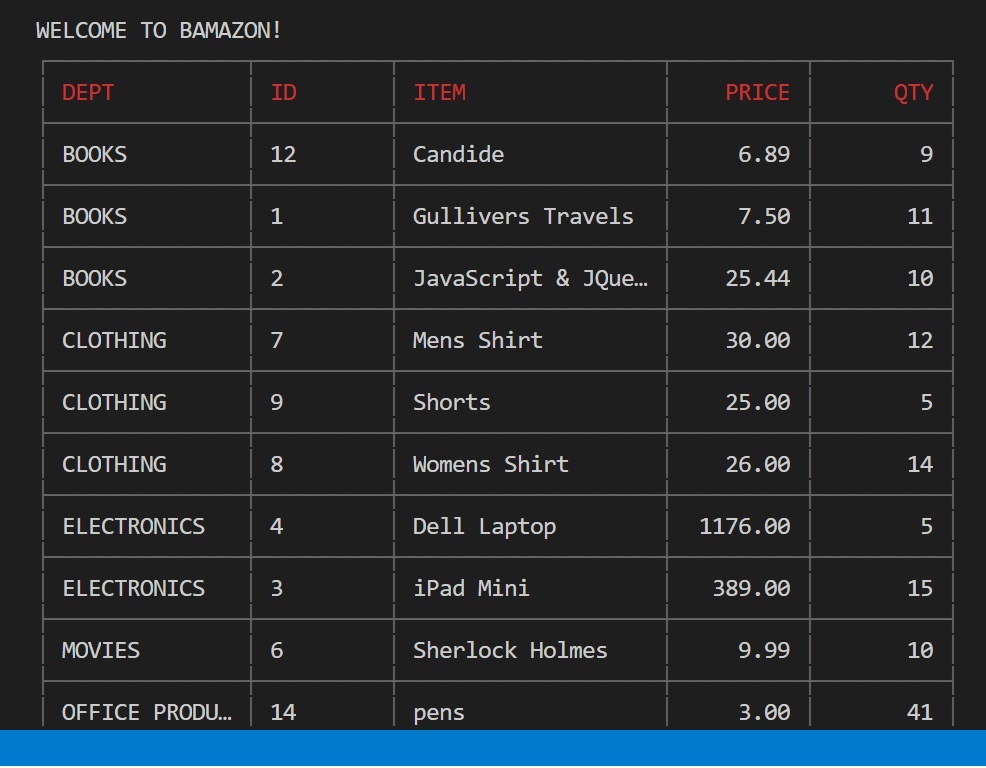 WELCOME TO BAMAZON!
DEPT ID ITEM PRICE QTY
BOOKS 12 Candide 6.89 9
BOOKS 1 Gullivers Travels 7.50 11
BOOKS 2 JavaScript & JQue… 25.44 10
CLOTHING 7 Mens Shirt 30.00 12
CLOTHING 9 Shorts 25.00 5
CLOTHING 8 Womens Shirt 26.00 14
ELECTRONICS 4 Dell Laptop 1176.00 5
ELECTRONICS 3 iPad Mini 389.00 15
MOVIES 6 Sherlock Holmes 9.99 10
OFFICE PRODU… 14 pens 3.00 41